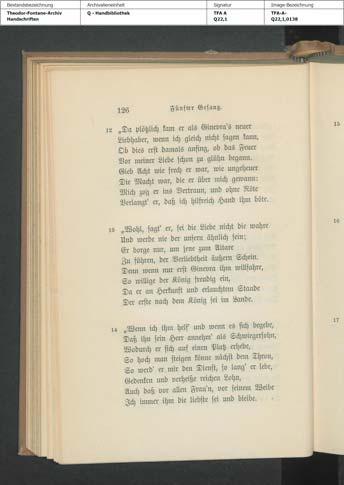 Bestandsbezeichnung Archivalieneinheit Signatur Image-Bezeichnung
Theodor-Fontane-Archiv Q - Handbibliothek TFA A TFA-A-
Handschriften Q22,1 Q22,1,0138
126 Fünfter Gesang.
12 „Da plötzlich kam er als Ginevra's neuer
Liebhaber, wenn ich gleich nicht sagen kann,
Ob dies erst damals anfing, ob das Feuer
Vor meiner Liebe schon zu glühn begann.
Gieb Acht wie frech er war, wie ungeheuer
Die Macht war, die er über mich gewann:
Mich zog er ins Vertraun, und ohne Röte
Verlangt' er, daß ich hilfreich Hand ihm böte.
13 „Wohl, sagt' er, sei die Liebe nicht die wahre
Und werde nie der unsern ähnlich sein;
Er borge nur, um jene zum Altare
Zu führen, der Verliebtheit äußern Schein.
Denn wenn nur erst Ginevra ihm willfahre,
So willige der König freudig ein,
Da er an Herkunft und erlauchtem Stande
Der erste nach dem König sei im Lande.
14 „Wenn ich ihm helf' und wenn es sich begebe,
Daß ihn sein Herr annehm' als Schwiegersohn,
Wodurch er sich auf einen Platz erhebe,
So hoch man steigen könne nächst dem Thron,
So werd' er mir den Dienst, so lang' er lebe,
Gedenken und verheiße reichen Lohn,
Auch daß vor allen Frau'n, vor seinem Weibe
Ich immer ihm die liebste sei und bleibe.
15
16
17